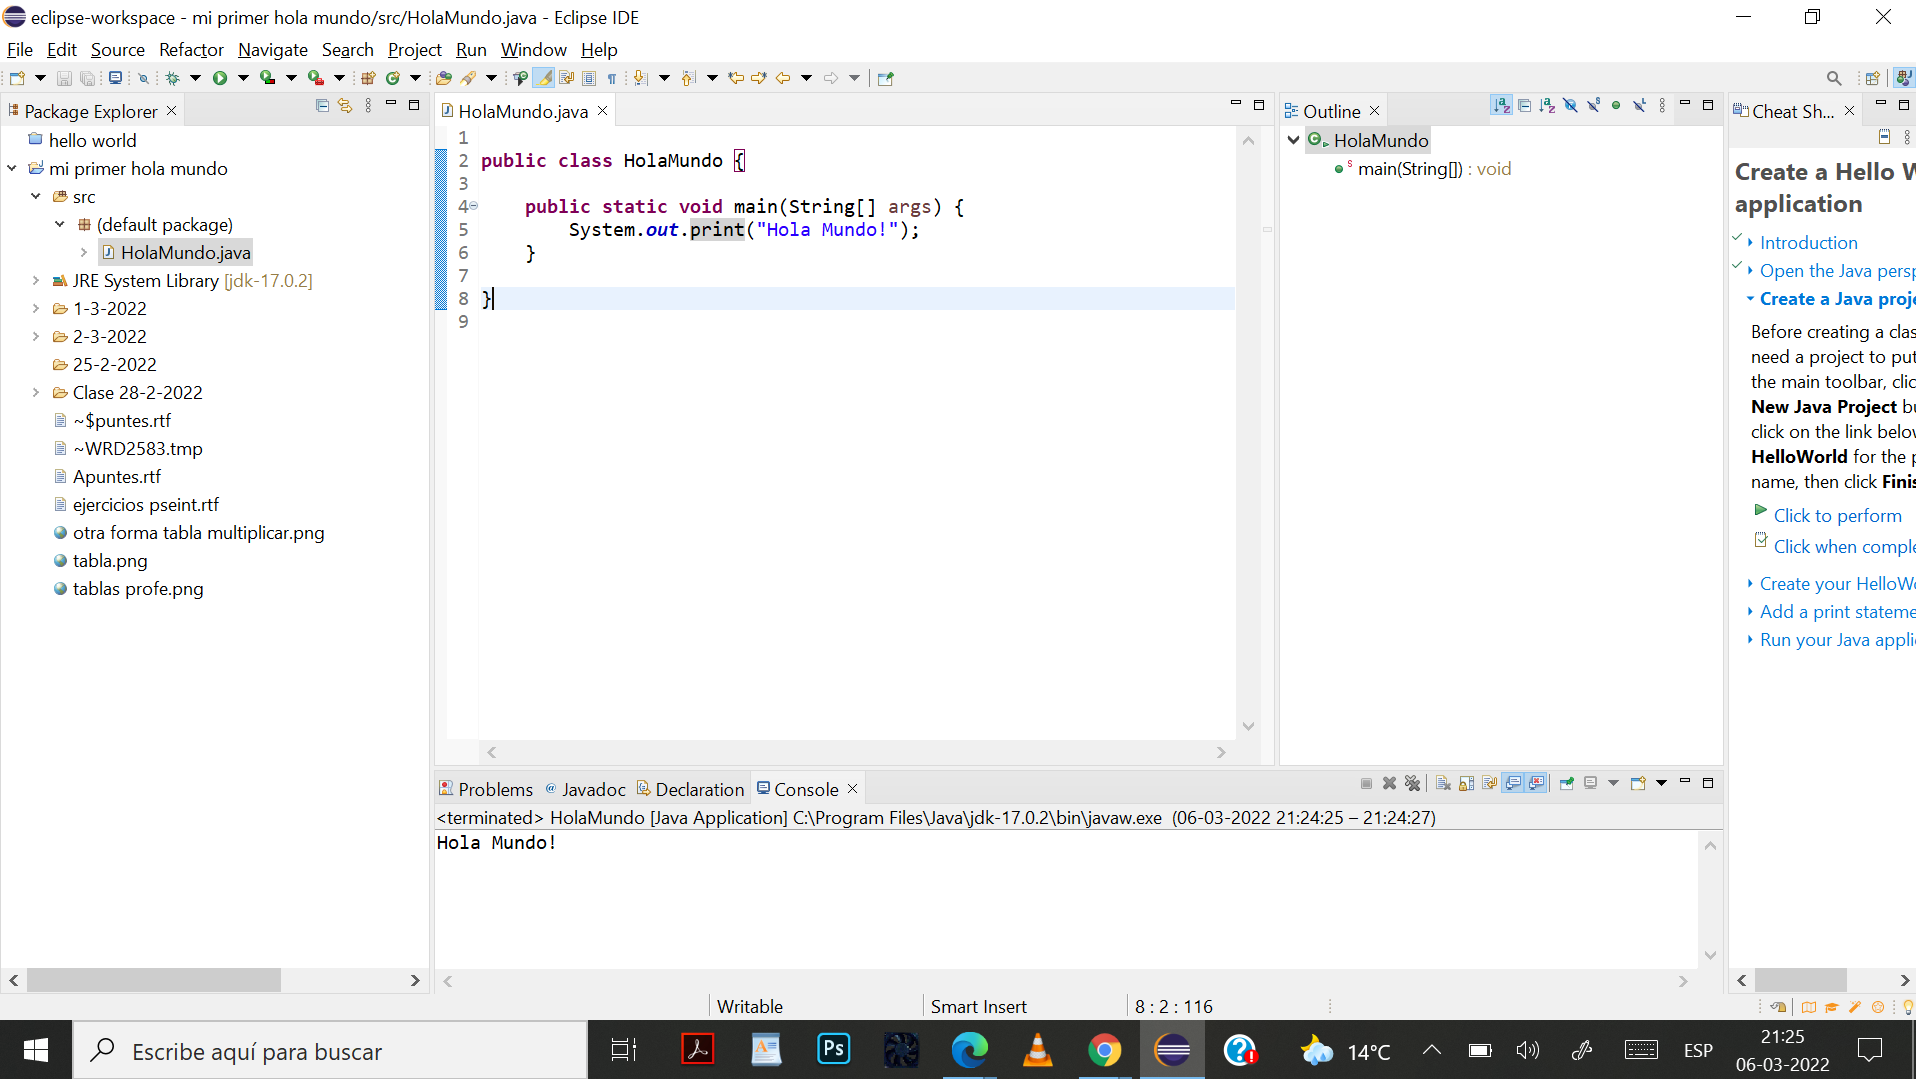 eclipse-workspace - mi primer hola mundo/src/HolaMundo.java - Eclipse IDE
File Edit Source Refactor Navigate Search Project Run Window Help
Package Explorer
hello world
mi primer hola mundo
src
(default package)
HolaMundo.java
JRE System Library [jdk-17.0.2]
1-3-2022
2-3-2022
25-2-2022
Clase 28-2-2022
~$puntes.rtf
~WRD2583.tmp
Apuntes.rtf
ejercicios pseint.rtf
otra forma tabla multiplicar.png
tabla.png
tablas profe.png
HolaMundo.java
1
2 public class HolaMundo {
3
4 public static void main(String[] args) {
5 System.out.print("Hola Mundo!");
6 }
7
8 }
9
Outline
HolaMundo
main(String[]) : void
Cheat Sh...
Create a Hello W
application
Introduction
Open the Java persp
Create a Java proje
Before creating a clas
need a project to put
the main toolbar, clic
New Java Project bu
click on the link below
HelloWorld for the p
name, then click Finis
Click to perform
Click when comple
Create your HelloWo
Add a print stateme
Run your Java appli
Problems Javadoc Declaration Console
<terminated> HolaMundo [Java Application] C:\Program Files\Java\jdk-17.0.2\bin\javaw.exe (06-03-2022 21:24:25 – 21:24:27)
Hola Mundo!
Writable Smart Insert 8 : 2 : 116
Escribe aquí para buscar
Ps
14°C
ESP
21:25
06-03-2022